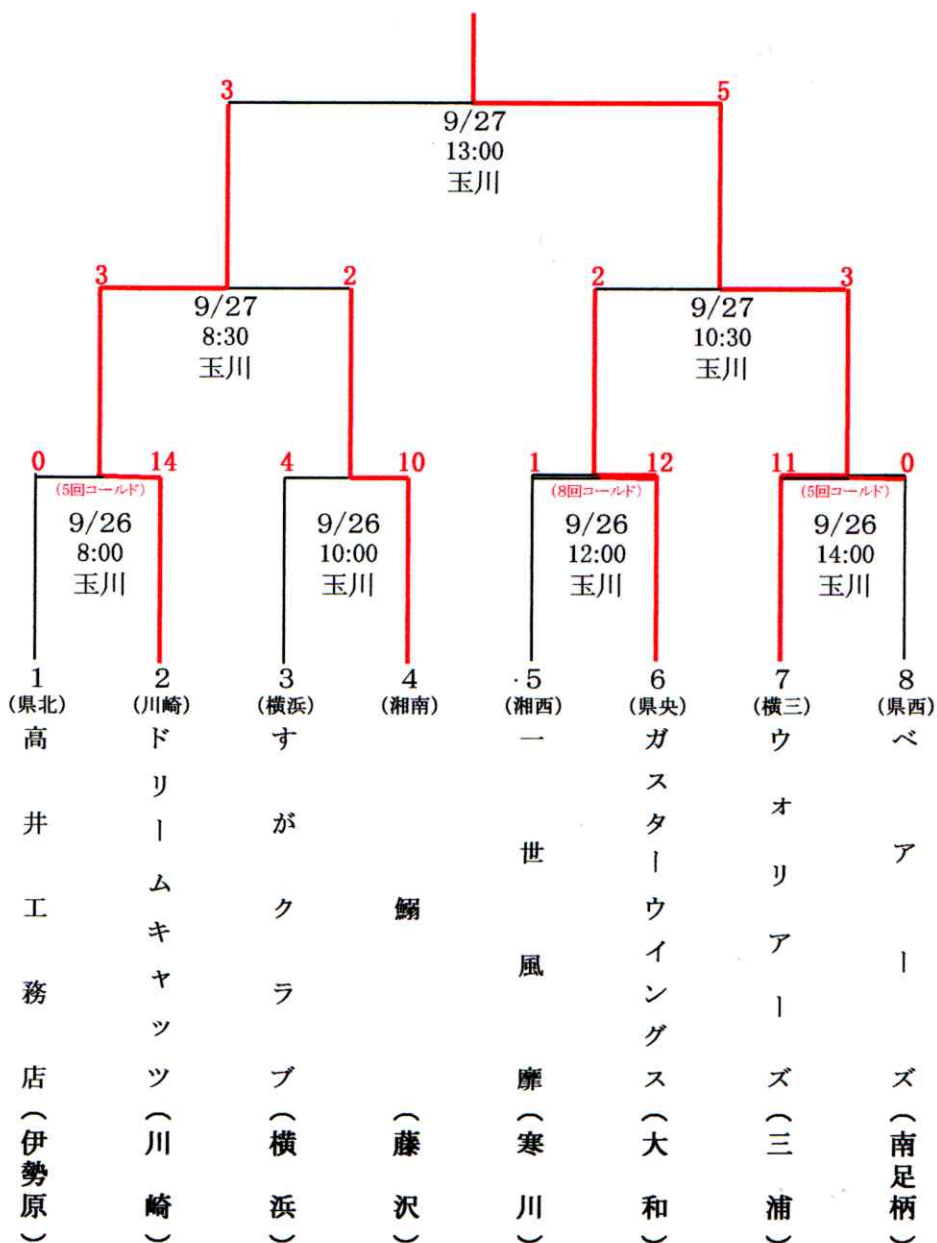 3
5
9/27
13:00
玉川
3
2
2
3
9/27
8:30
玉川
9/27
10:30
玉川
0
14
4
10
1
12
11
0
(5回コールド)
(8回コールド)
(5回コールド)
9/26
8:00
玉川
9/26
10:00
玉川
9/26
12:00
玉川
9/26
14:00
玉川
1
(県北)
高井工務店(伊勢原)
2
(川崎)
ドリームキャッツ(川崎)
3
(横浜)
すがクラブ(横浜)
4
(湘南)
鰯(藤沢)
5
(湘西)
一世風靡(寒川)
6
(県央)
ガスターウイングス(大和)
7
(横三)
ウォリアーズ(三浦)
8
(県西)
ベアーズ(南足柄)